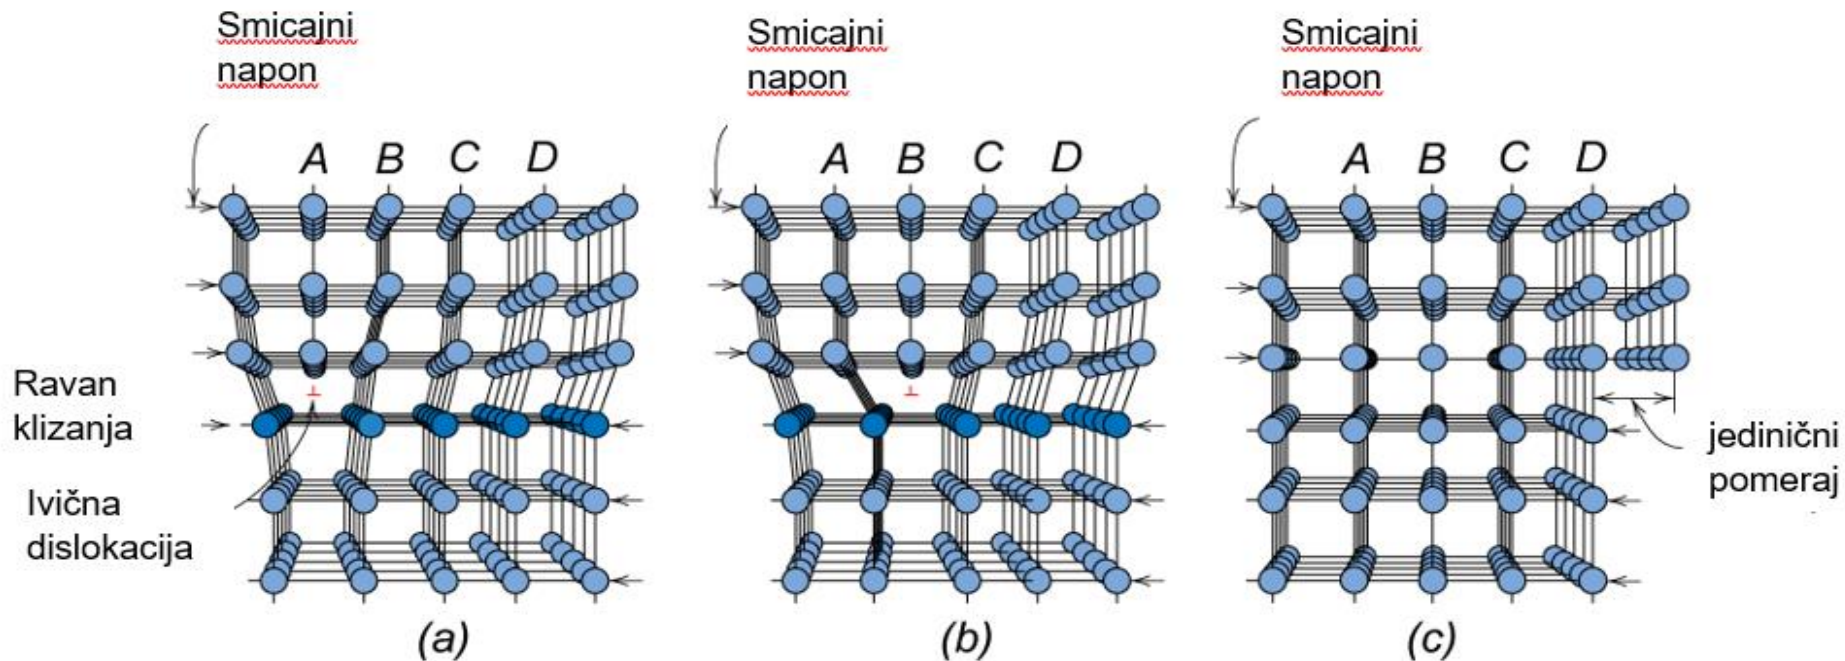 Smicajni
napon
Smicajni
napon
Smicajni
napon
A B C D
A B C D
A B C D
Ravan
klizanja
Ivična
dislokacija
jedinični
pomeraj
(a)
(b)
(c)